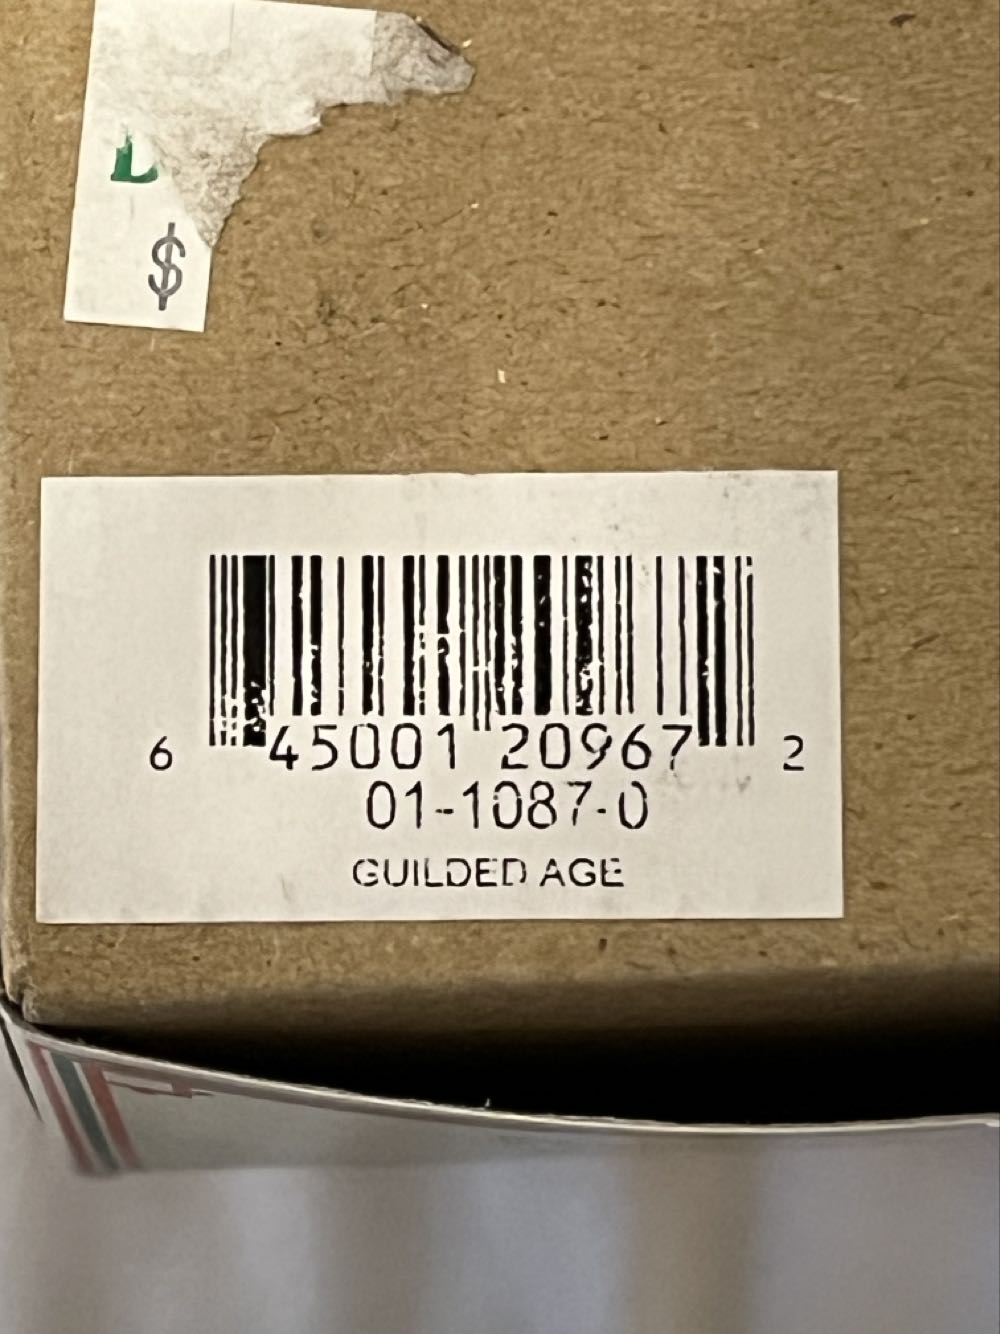 L
$
6 45001 20967 2
01-1087-0
GUILDED AGE